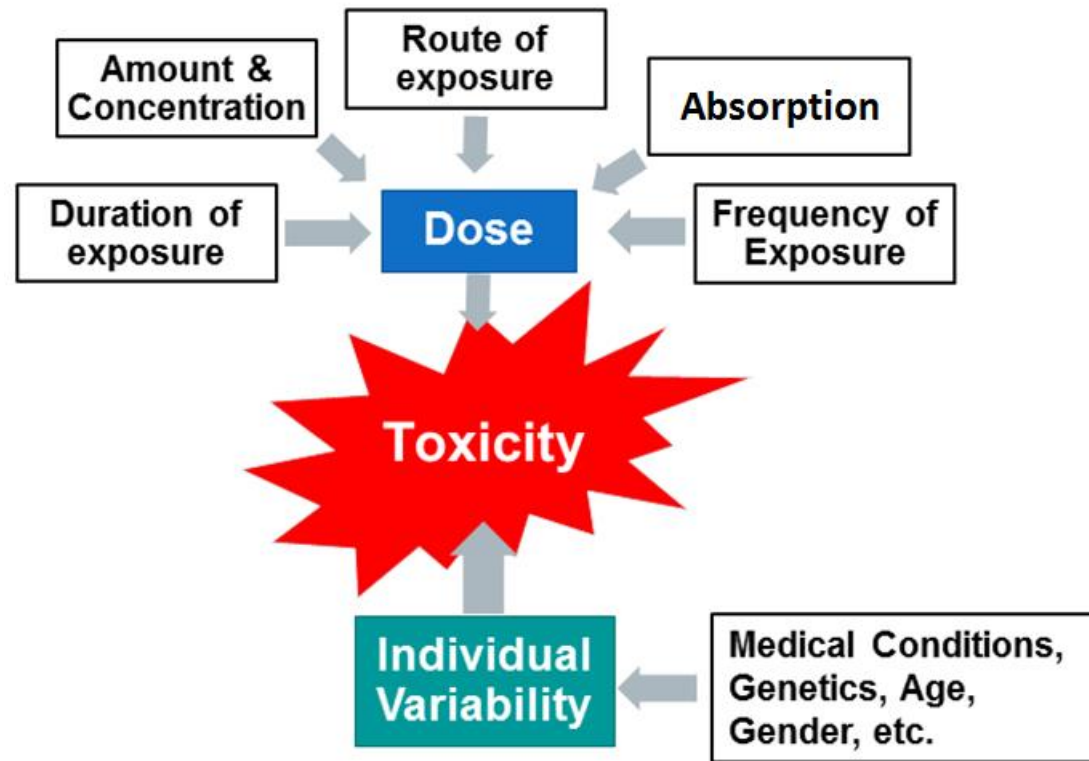 Route of
exposure
Amount &
Concentration
Absorption
Duration of
exposure
Dose
Frequency of
Exposure
Toxicity
Individual
Variability
Medical Conditions,
Genetics, Age,
Gender, etc.